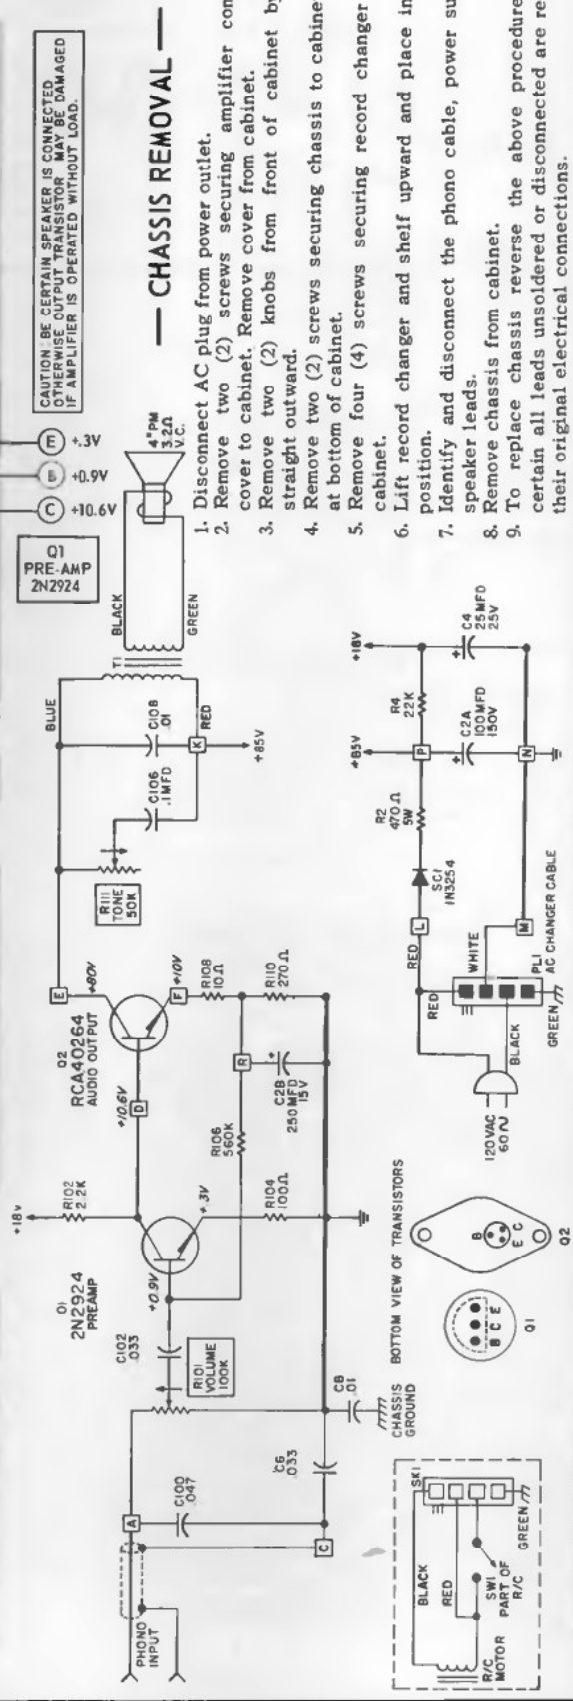 PHONO
INPUT
A
C100
.047
C
C6
.033
C8
.01
CHASSIS
GROUND
R101
VOLUME
100K
C102
.033
Q1
2N2924
PREAMP
+0.9V
+18V
R102
2.2K
+.3V
R104
100Ω
R106
560K
D
+10.6V
Q2
RCA40264
AUDIO OUTPUT
E
+80V
F
+10V
R108
10Ω
R
C2B
250MFD
15V
R110
270Ω
R111
TONE
50K
C106
.1MFD
C108
.01
BLUE
RED
K
+85V
T1
BLACK
GREEN
4"PM
3.2Ω
V.C.
Q1
PRE-AMP
2N2924
C +10.6V
B +0.9V
E +.3V
CAUTION: BE CERTAIN SPEAKER IS CONNECTED
OTHERWISE OUTPUT TRANSISTOR MAY BE DAMAGED
IF AMPLIFIER IS OPERATED WITHOUT LOAD.
R/C
MOTOR
BLACK
RED
SW1
PART OF
R/C
SK1
GREEN
BOTTOM VIEW OF TRANSISTORS
B C E
Q1
B
E C
Q2
120VAC
60∿
BLACK
RED
GREEN
WHITE
PL1
AC CHANGER CABLE
RED
L
M
SC1
1N3254
R2
470Ω
5W
+85V
P
C2A
100MFD
150V
N
R4
22K
+18V
C4
25MFD
25V
— CHASSIS REMOVAL —
1. Disconnect AC plug from power outlet.
2. Remove two (2) screws securing amplifier
cover to cabinet. Remove cover from cabinet.
3. Remove two (2) knobs from front of cabinet
straight outward.
4. Remove two (2) screws securing chassis to
at bottom of cabinet.
5. Remove four (4) screws securing record changer
cabinet.
6. Lift record changer and shelf upward and place
position.
7. Identify and disconnect the phono cable, power
speaker leads.
8. Remove chassis from cabinet.
9. To replace chassis reverse the above
certain all leads unsoldered or disconnected are
their original electrical connections.